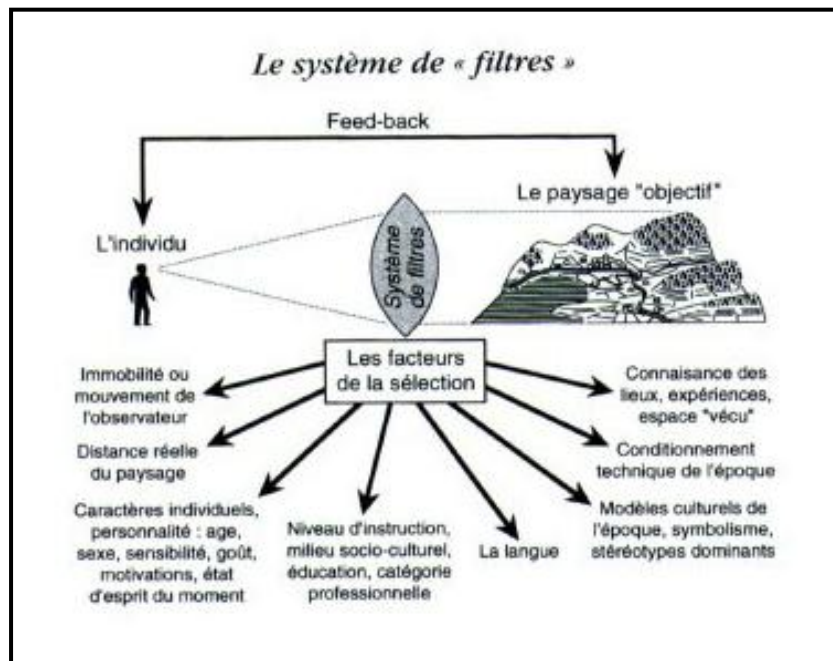 Le système de « filtres »
Feed-back
Le paysage "objectif"
L'individu
Système
de filtres
Les facteurs
de la sélection
Immobilité ou
mouvement de
l'observateur
Distance réelle
du paysage
Caractères individuels,
personnalité : age,
sexe, sensibilité, goût,
motivations, état
d'esprit du moment
Niveau d'instruction,
milieu socio-culturel,
éducation, catégorie
professionnelle
La langue
Modèles culturels de
l'époque, symbolisme,
stéréotypes dominants
Conditionnement
technique de l'époque
Connaisance des
lieux, expériences,
espace "vécu"